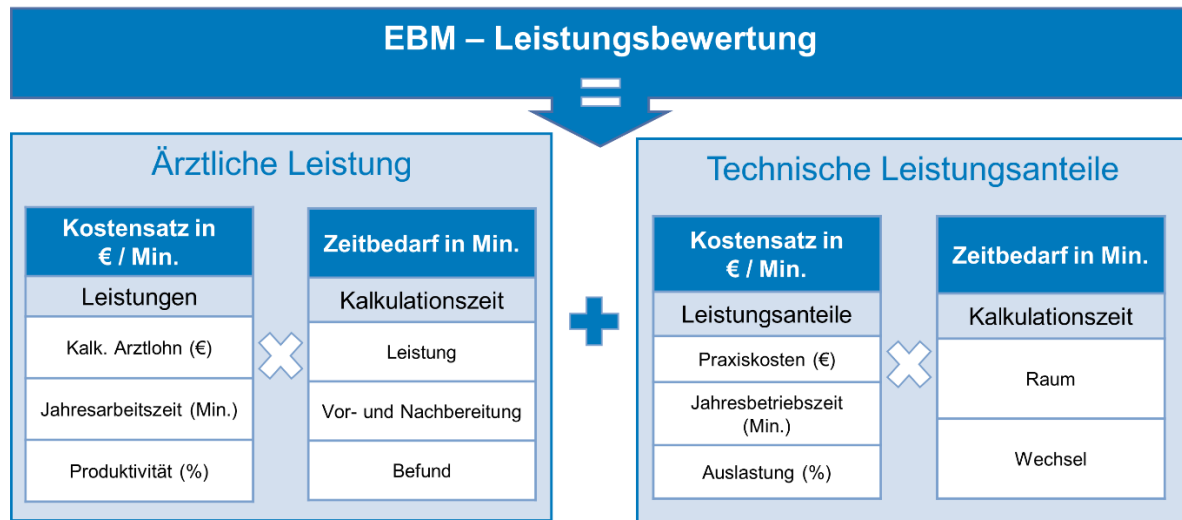 EBM – Leistungsbewertung
=
Ärztliche Leistung
Kostensatz in
€ / Min.
Leistungen
Kalk. Arztlohn (€)
Jahresarbeitszeit (Min.)
Produktivität (%)
Zeitbedarf in Min.
Kalkulationszeit
Leistung
Vor- und Nachbereitung
Befund
Technische Leistungsanteile
Kostensatz in
€ / Min.
Leistungsanteile
Praxiskosten (€)
Jahresbetriebszeit
(Min.)
Auslastung (%)
Zeitbedarf in Min.
Kalkulationszeit
Raum
Wechsel